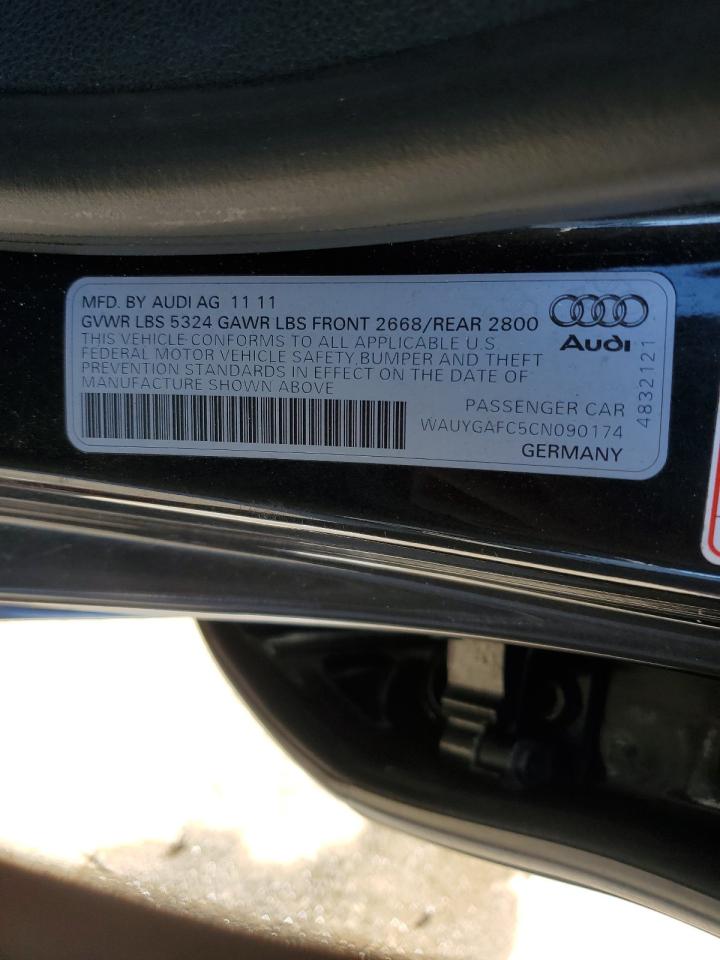 MFD. BY AUDI AG 11 11
GVWR LBS 5324 GAWR LBS FRONT 2668/REAR 2800
THIS VEHICLE CONFORMS TO ALL APPLICABLE U.S.
FEDERAL MOTOR VEHICLE SAFETY, BUMPER AND THEFT
PREVENTION STANDARDS IN EFFECT ON THE DATE OF
MANUFACTURE SHOWN ABOVE
PASSENGER CAR
WAUYGAFC5CN090174
GERMANY
Audi
4832121